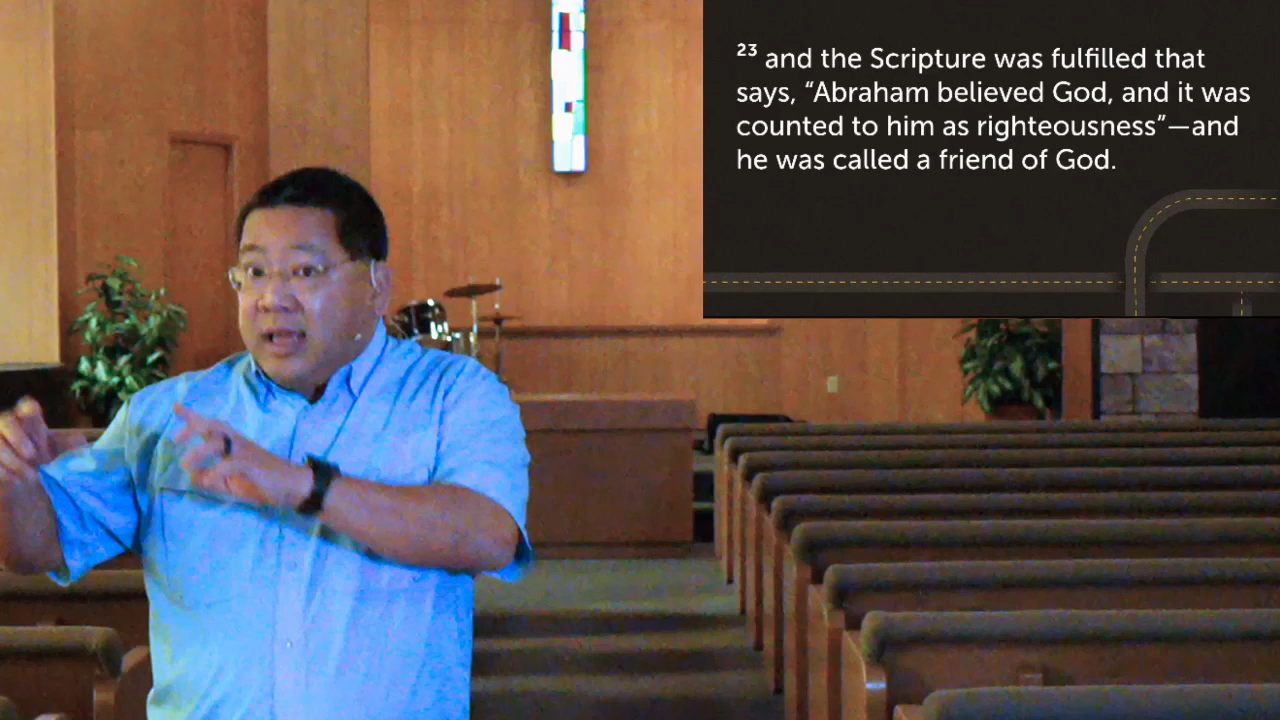 23 and the Scripture was fulfilled that
says, “Abraham believed God, and it was
counted to him as righteousness”—and
he was called a friend of God.